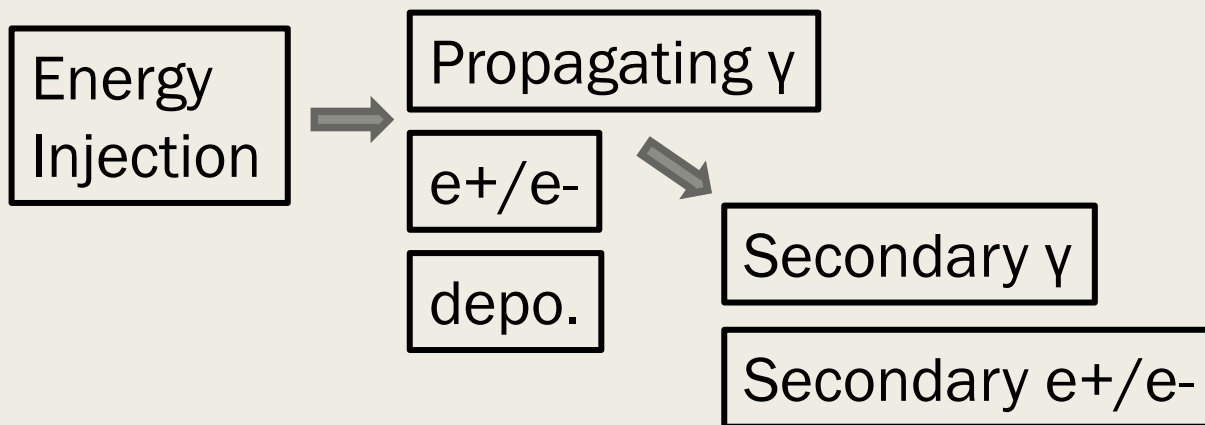 Energy
Injection
Propagating γ
e+/e-
depo.
Secondary γ
Secondary e+/e-